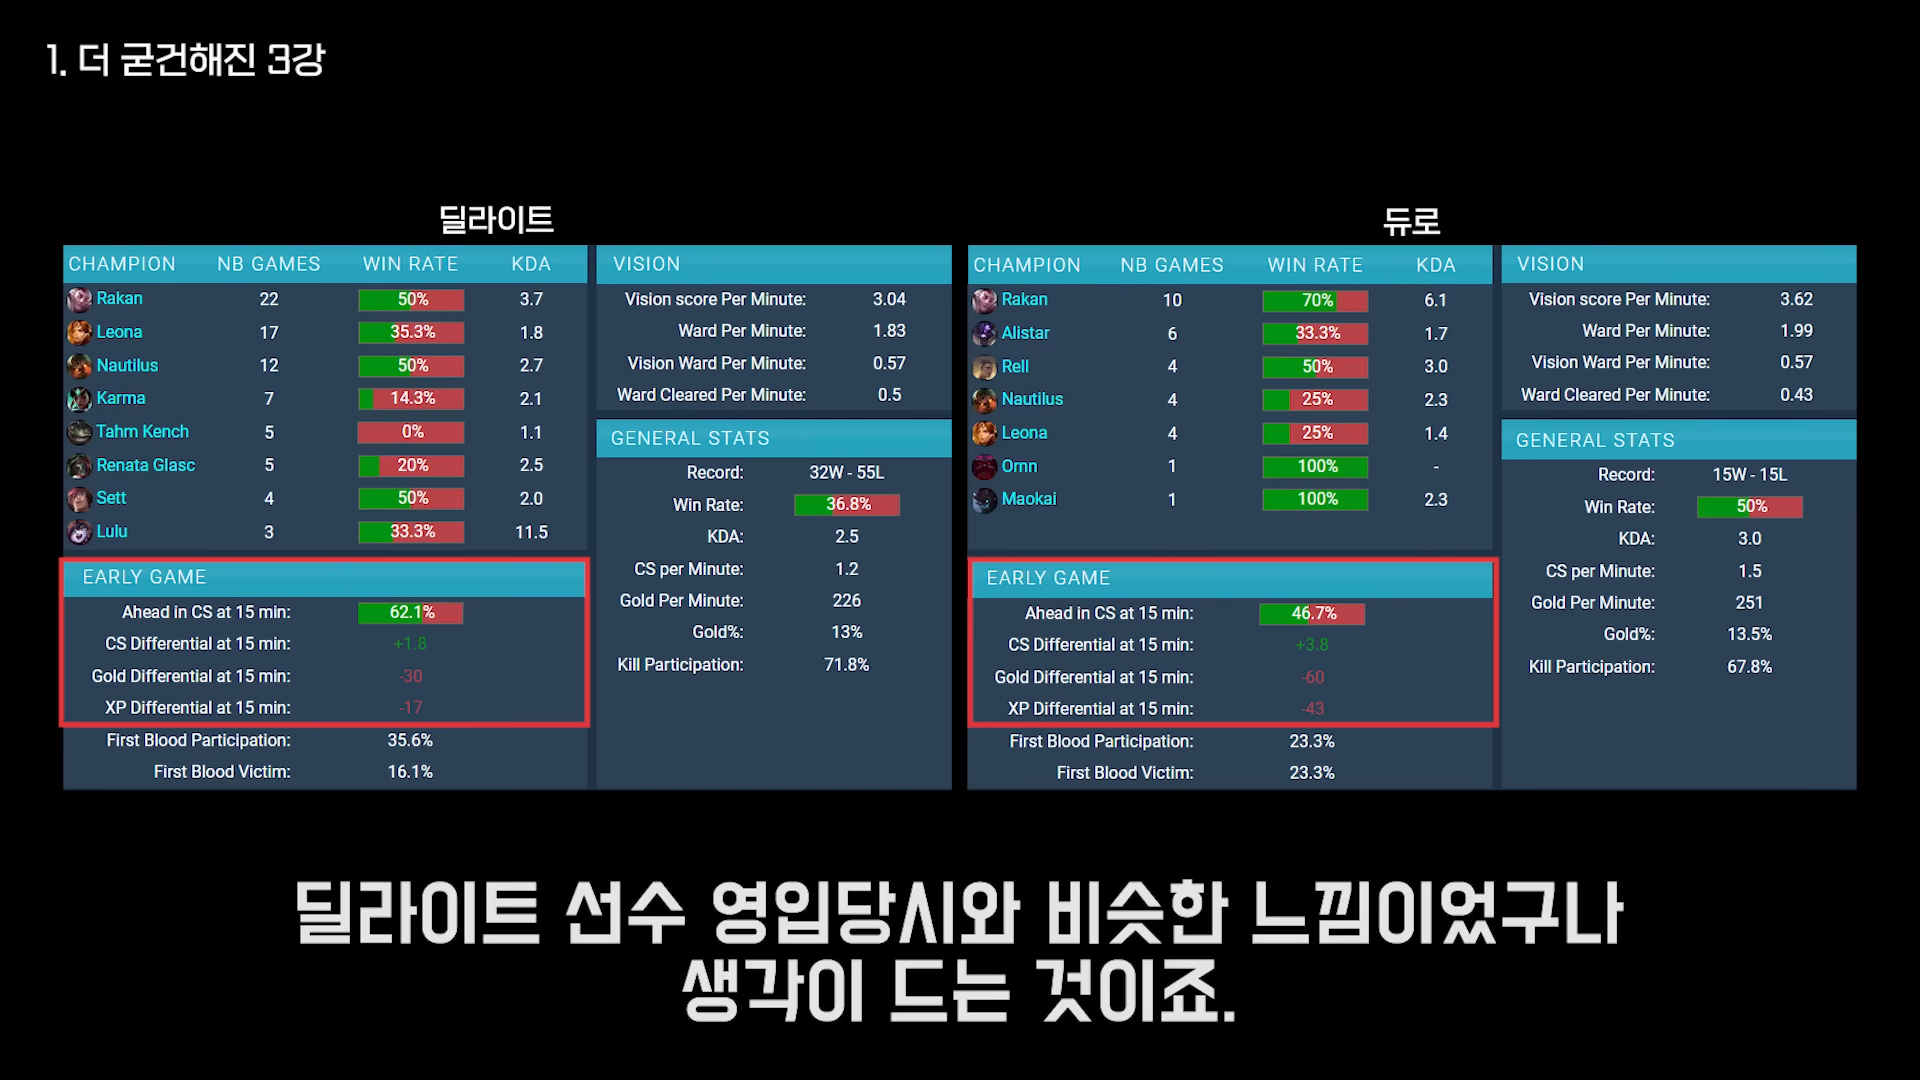 1. 더 굳건해진 3강
딜라이트
CHAMPION NB GAMES WIN RATE KDA
Rakan 22 50% 3.7
Leona 17 35.3% 1.8
Nautilus 12 50% 2.7
Karma 7 14.3% 2.1
Tahm Kench 5 0% 1.1
Renata Glasc 5 20% 2.5
Sett 4 50% 2.0
Lulu 3 33.3% 11.5
EARLY GAME
Ahead in CS at 15 min: 62.1%
CS Differential at 15 min: +1.8
Gold Differential at 15 min: -30
XP Differential at 15 min: -17
First Blood Participation: 35.6%
First Blood Victim: 16.1%
VISION
Vision score Per Minute: 3.04
Ward Per Minute: 1.83
Vision Ward Per Minute: 0.57
Ward Cleared Per Minute: 0.5
GENERAL STATS
Record: 32W - 55L
Win Rate: 36.8%
KDA: 2.5
CS per Minute: 1.2
Gold Per Minute: 226
Gold%: 13%
Kill Participation: 71.8%
듀로
CHAMPION NB GAMES WIN RATE KDA
Rakan 10 70% 6.1
Alistar 6 33.3% 1.7
Rell 4 50% 3.0
Nautilus 4 25% 2.3
Leona 4 25% 1.4
Ornn 1 100% -
Maokai 1 100% 2.3
EARLY GAME
Ahead in CS at 15 min: 46.7%
CS Differential at 15 min: +3.8
Gold Differential at 15 min: -60
XP Differential at 15 min: -43
First Blood Participation: 23.3%
First Blood Victim: 23.3%
VISION
Vision score Per Minute: 3.62
Ward Per Minute: 1.99
Vision Ward Per Minute: 0.57
Ward Cleared Per Minute: 0.43
GENERAL STATS
Record: 15W - 15L
Win Rate: 50%
KDA: 3.0
CS per Minute: 1.5
Gold Per Minute: 251
Gold%: 13.5%
Kill Participation: 67.8%
딜라이트 선수 영입당시와 비슷한 느낌이었구나
생각이 드는 것이죠.